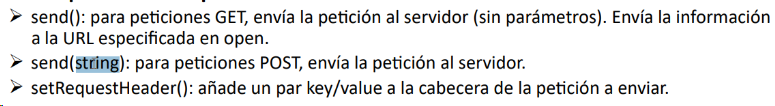 ➢ send(): para peticiones GET, envía la petición al servidor (sin parámetros). Envía la información
a la URL especificada en open.
➢ send(string): para peticiones POST, envía la petición al servidor.
➢ setRequestHeader(): añade un par key/value a la cabecera de la petición a enviar.